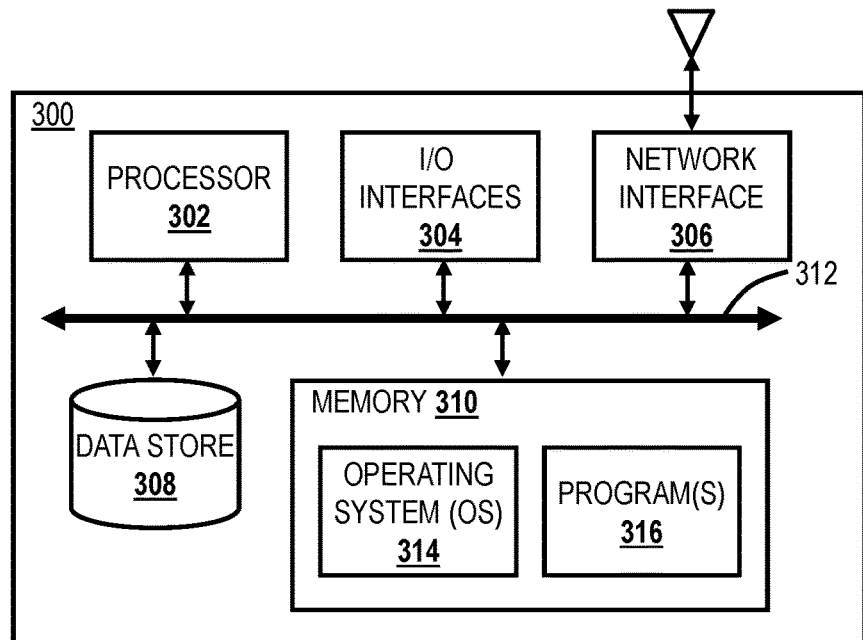 300
PROCESSOR
302
I/O
INTERFACES
304
NETWORK
INTERFACE
306
312
DATA STORE
308
MEMORY 310
OPERATING
SYSTEM (OS)
314
PROGRAM(S)
316